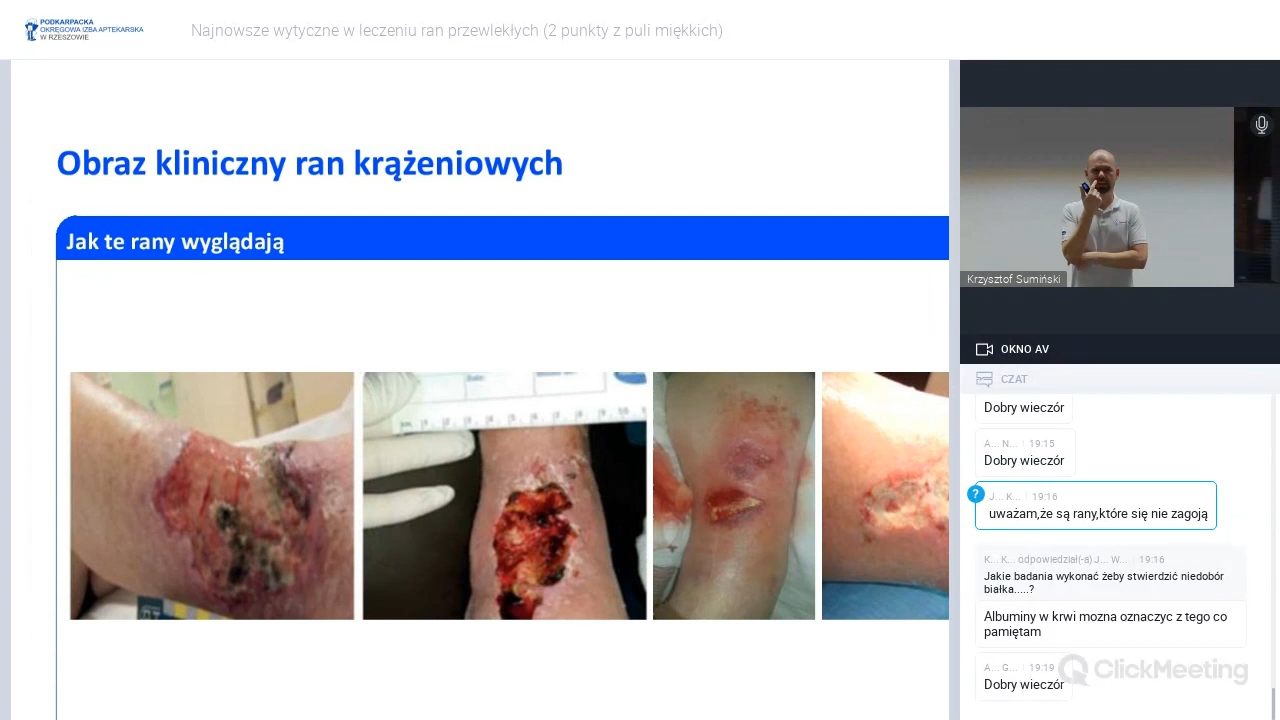 PODKARPACKA
OKRĘGOWA IZBA APTEKARSKA
W RZESZOWIE
Najnowsze wytyczne w leczeniu ran przewlekłych (2 punkty z puli miękkich)
Obraz kliniczny ran krążeniowych
Jak te rany wyglądają
Krzysztof Sumiński
OKNO AV
CZAT
Dobry wieczór
A... N... 19:15
Dobry wieczór
?
J... K... 19:16
uważam,że są rany,które się nie zagoją
K... K... odpowiedział(-a) J... W... 19:16
Jakie badania wykonać żeby stwierdzić niedobór
białka.....?
Albuminy w krwi mozna oznaczyc z tego co
pamiętam
A... G... 19:19
Dobry wieczór
ClickMeeting